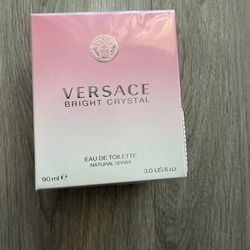 VERSACE
BRIGHT CRYSTAL
EAU DE TOILETTE
NATURAL SPRAY
90 ml ℮ 3.0 US fl.oz